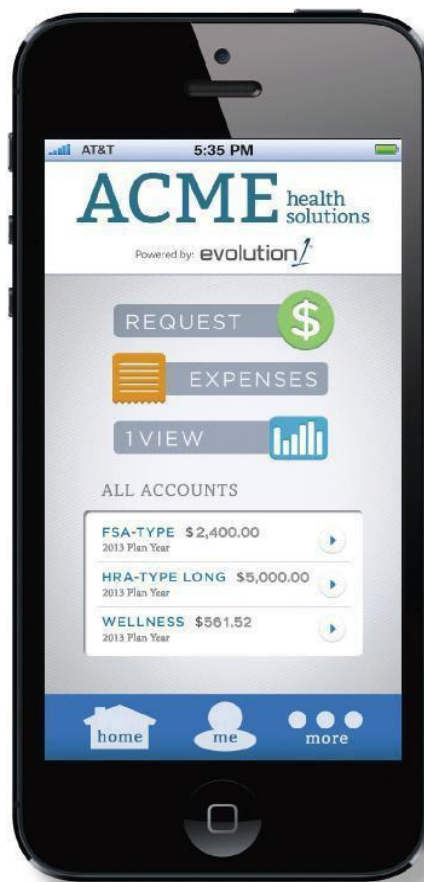 AT&T 5:35 PM
ACME health solutions
Powered by: evolution1
REQUEST $
EXPENSES
1VIEW
ALL ACCOUNTS
FSA-TYPE $2,400.00
2013 Plan Year
HRA-TYPE LONG $5,000.00
2013 Plan Year
WELLNESS $561.52
2013 Plan Year
home me more